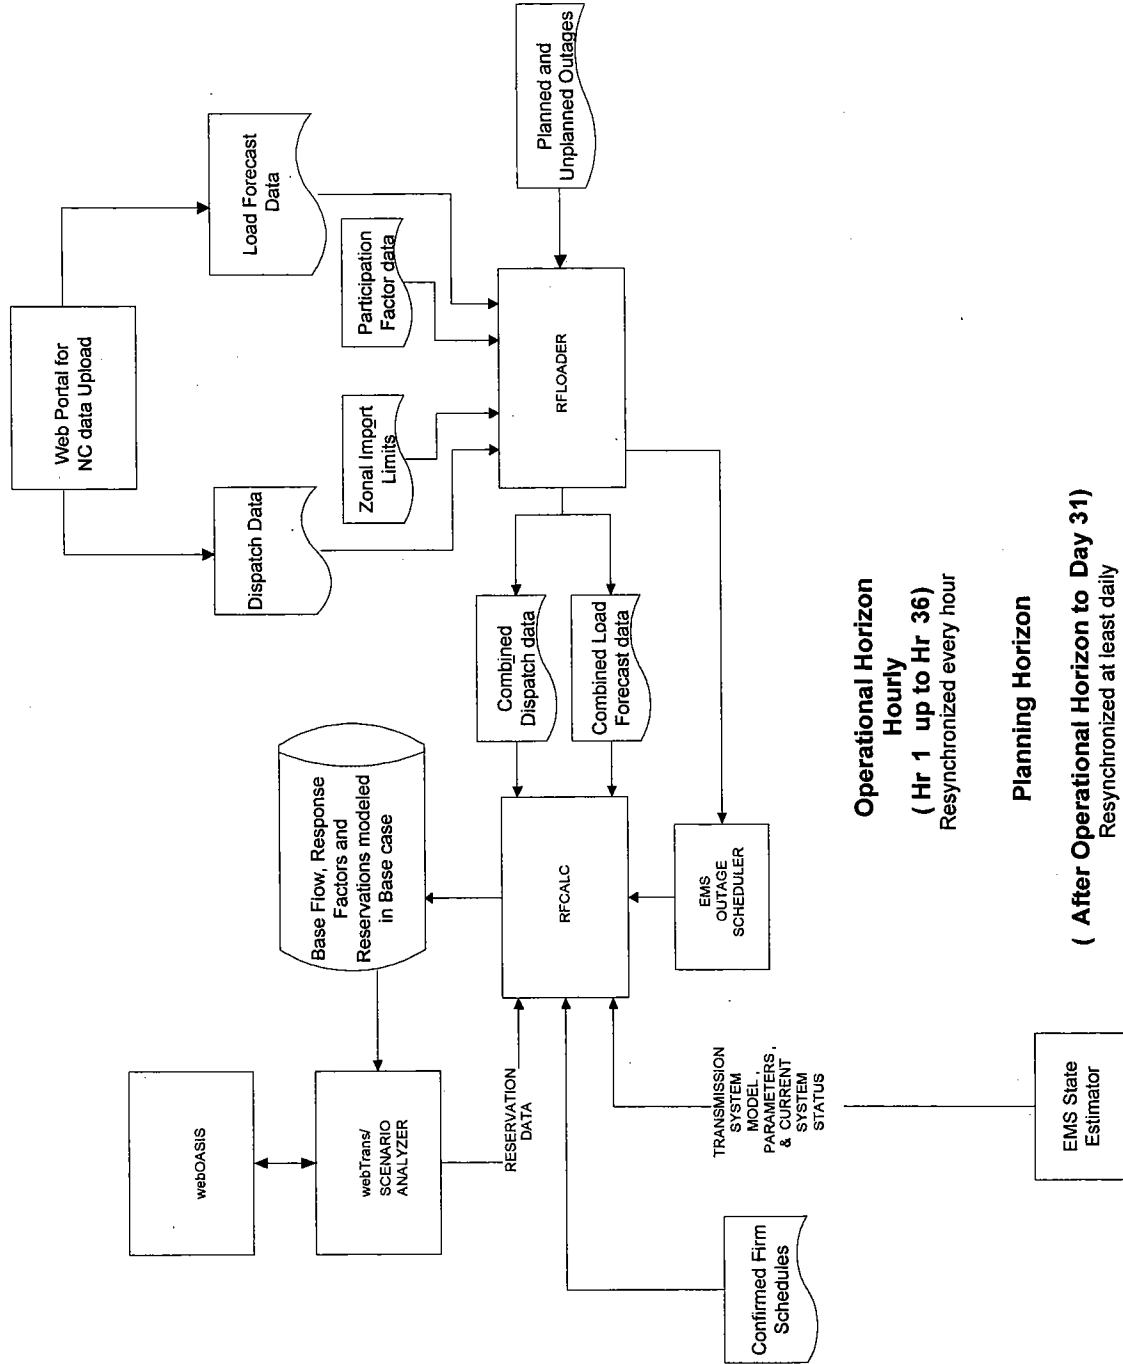 Web Portal for
NC data Upload
Load Forecast
Data
Dispatch Data
Participation
Factor data
Zonal Import
Limits
Planned and
Unplanned Outages
RFLOADER
Combined
Dispatch data
Combined Load
Forecast data
Base Flow, Response
Factors and
Reservations modeled
in Base case
RFCALC
EMS
OUTAGE
SCHEDULER
webOASIS
webTrans/
SCENARIO
ANALYZER
RESERVATION
DATA
TRANSMISSION
SYSTEM
MODEL,
PARAMETERS,
& CURRENT
SYSTEM
STATUS
Confirmed Firm
Schedules
EMS State
Estimator
Operational Horizon
Hourly
( Hr 1 up to Hr 36)
Resynchronized every hour
Planning Horizon
( After Operational Horizon to Day 31)
Resynchronized at least daily